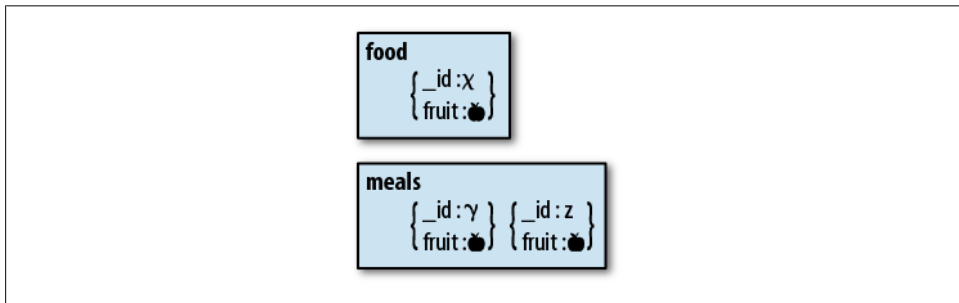 food
{ _id :χ
fruit :🍎 }
meals
{ _id :γ } { _id : z }
fruit :🍎 fruit :🍎